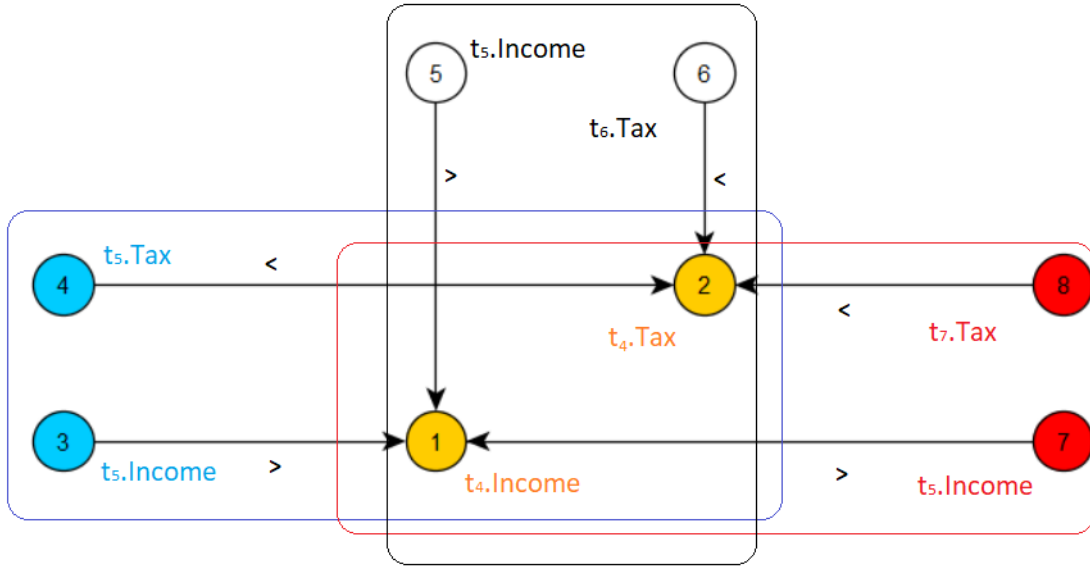 5 t₅.Income 6
t₆.Tax
> <
t₅.Tax <
4 2 8
t₄.Tax < t₇.Tax
3 1 7
t₅.Income > t₄.Income > t₅.Income